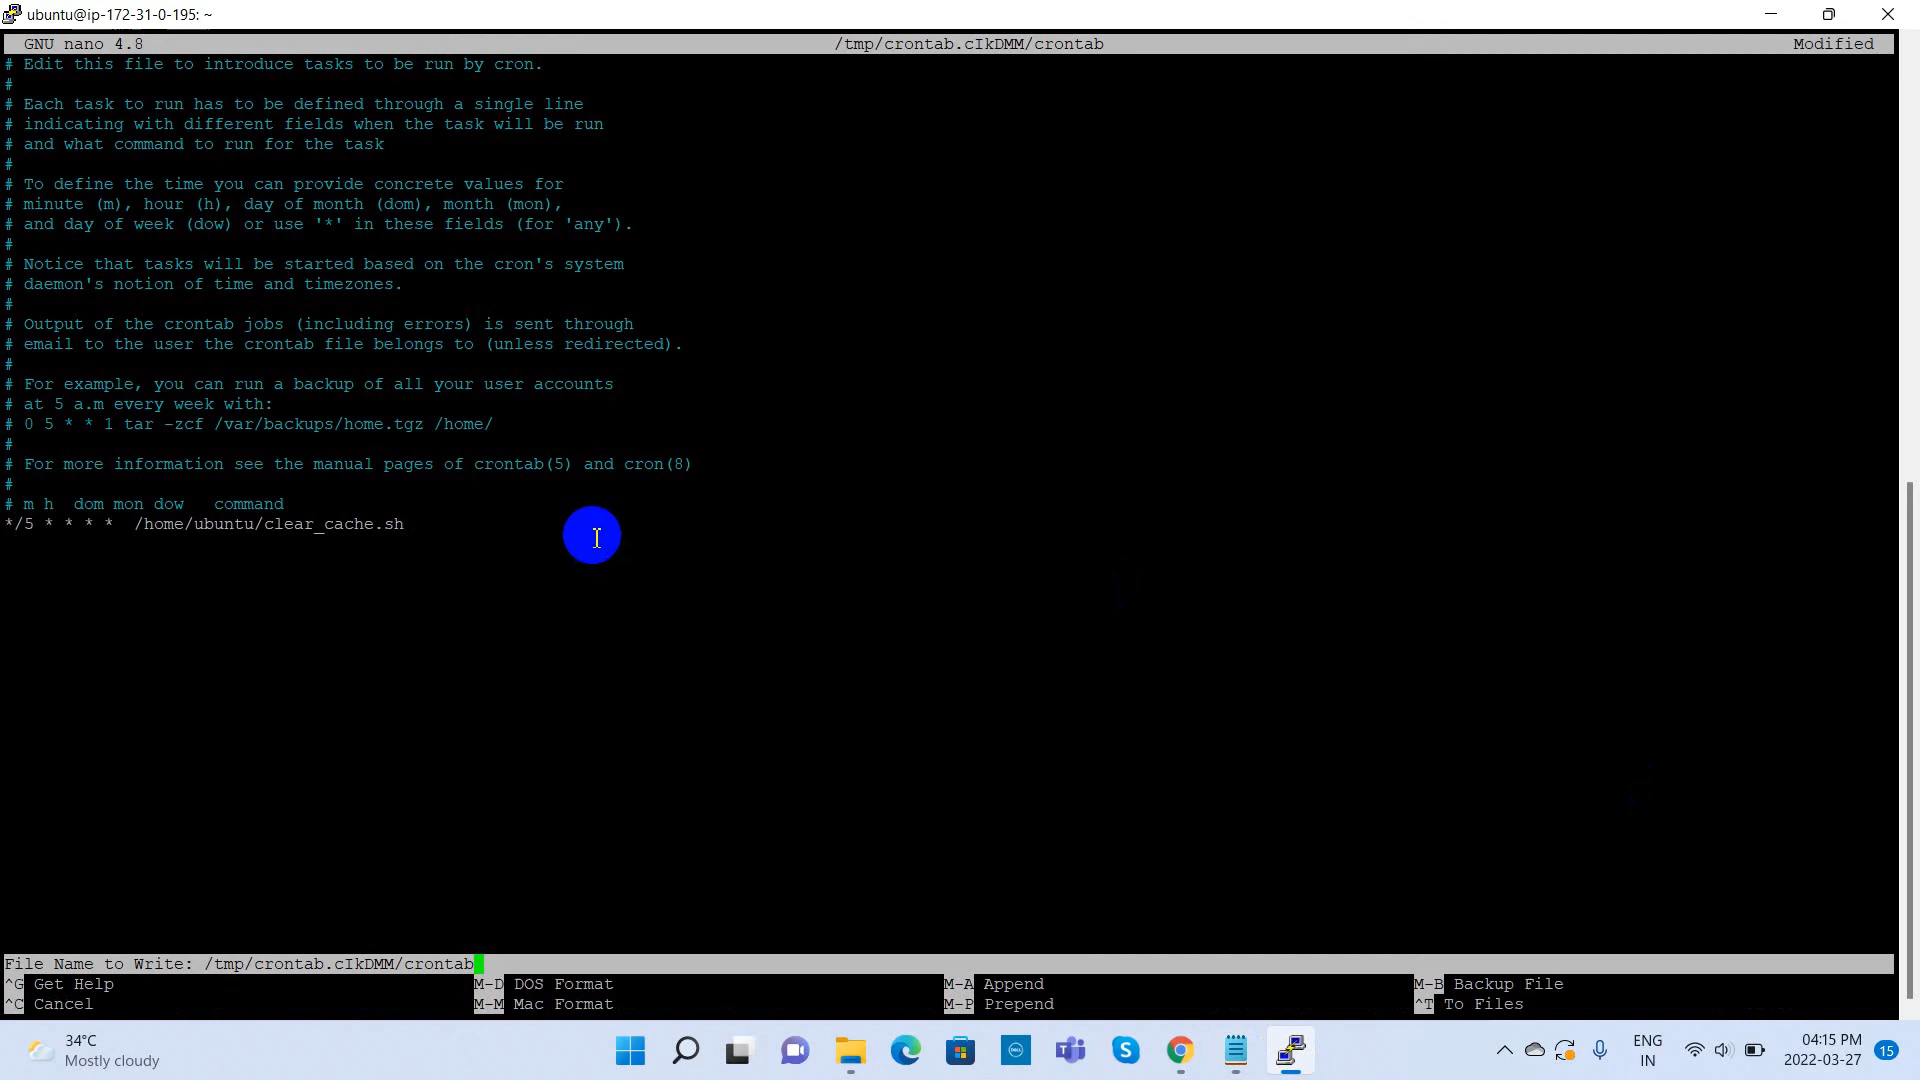 ubuntu@ip-172-31-0-195: ~
GNU nano 4.8 /tmp/crontab.cIkDMM/crontab Modified
# Edit this file to introduce tasks to be run by cron.
#
# Each task to run has to be defined through a single line
# indicating with different fields when the task will be run
# and what command to run for the task
#
# To define the time you can provide concrete values for
# minute (m), hour (h), day of month (dom), month (mon),
# and day of week (dow) or use '*' in these fields (for 'any').
#
# Notice that tasks will be started based on the cron's system
# daemon's notion of time and timezones.
#
# Output of the crontab jobs (including errors) is sent through
# email to the user the crontab file belongs to (unless redirected).
#
# For example, you can run a backup of all your user accounts
# at 5 a.m every week with:
# 0 5 * * 1 tar -zcf /var/backups/home.tgz /home/
#
# For more information see the manual pages of crontab(5) and cron(8)
#
# m h  dom mon dow   command
*/5 * * * *  /home/ubuntu/clear_cache.sh
File Name to Write: /tmp/crontab.cIkDMM/crontab
^G Get Help M-D DOS Format M-A Append M-B Backup File
^C Cancel M-M Mac Format M-P Prepend ^T To Files
34°C
Mostly cloudy
DELL
ENG
IN
04:15 PM
2022-03-27
15